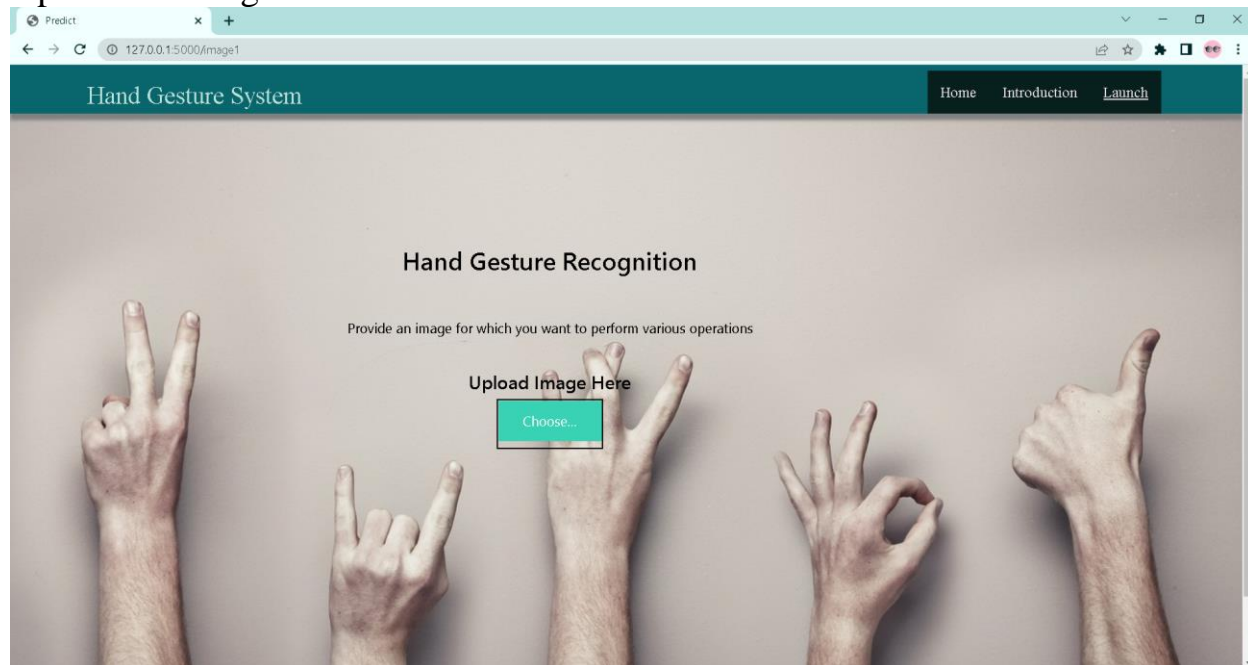 Predict
127.0.0.1:5000/image1
Hand Gesture System
Home Introduction Launch
Hand Gesture Recognition
Provide an image for which you want to perform various operations
Upload Image Here
Choose...